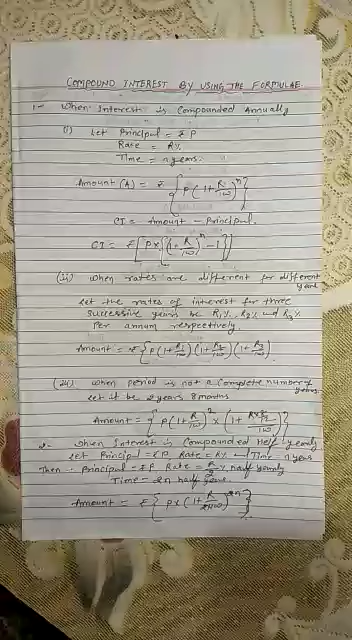 COMPOUND INTEREST BY USING THE FORMULAE.
1- When Interest is Compounded Annually
(i) Let Principal = ₹ P
Rate = R%
Time = n years.
Amount (A) = ₹ { P (1 + R/100)^n }
CI = Amount - Principal.
CI = ₹ [ P × { (1 + R/100)^n - 1 } ]
(ii) When rates are different for different years
Let the rates of interest for three
successive years be R₁%, R₂% and R₃%
Per annum respectively.
Amount = ₹ { P (1 + R₁/100) (1 + R₂/100) (1 + R₃/100) }
When period is not a Complete number of years.
Let it be 2 years 8 months
Amount = { P (1 + R/100)^2 × (1 + /100) }
2- When Interest is Compounded Half yearly
Let Principal = ₹ P Rate = R% Time n years
Then - Principal = ₹ P Rate = R/2 % half yearly
Time = 2n half years
Amount = ₹ { P × (1 + R/)^2n }